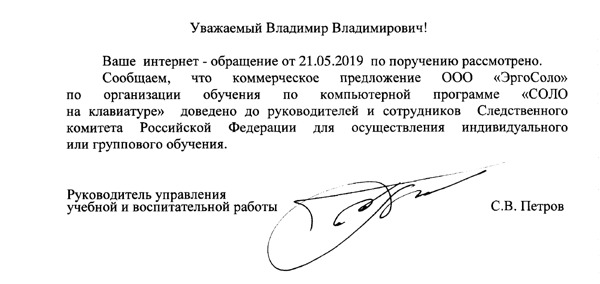 Уважаемый Владимир Владимирович!
Ваше интернет - обращение от 21.05.2019 по поручению рассмотрено.
Сообщаем, что коммерческое предложение ООО «ЭргоСоло»
по организации обучения по компьютерной программе «СОЛО
на клавиатуре» доведено до руководителей и сотрудников Следственного
комитета Российской Федерации для осуществления индивидуального
или группового обучения.
Руководитель управления
учебной и воспитательной работы С.В. Петров